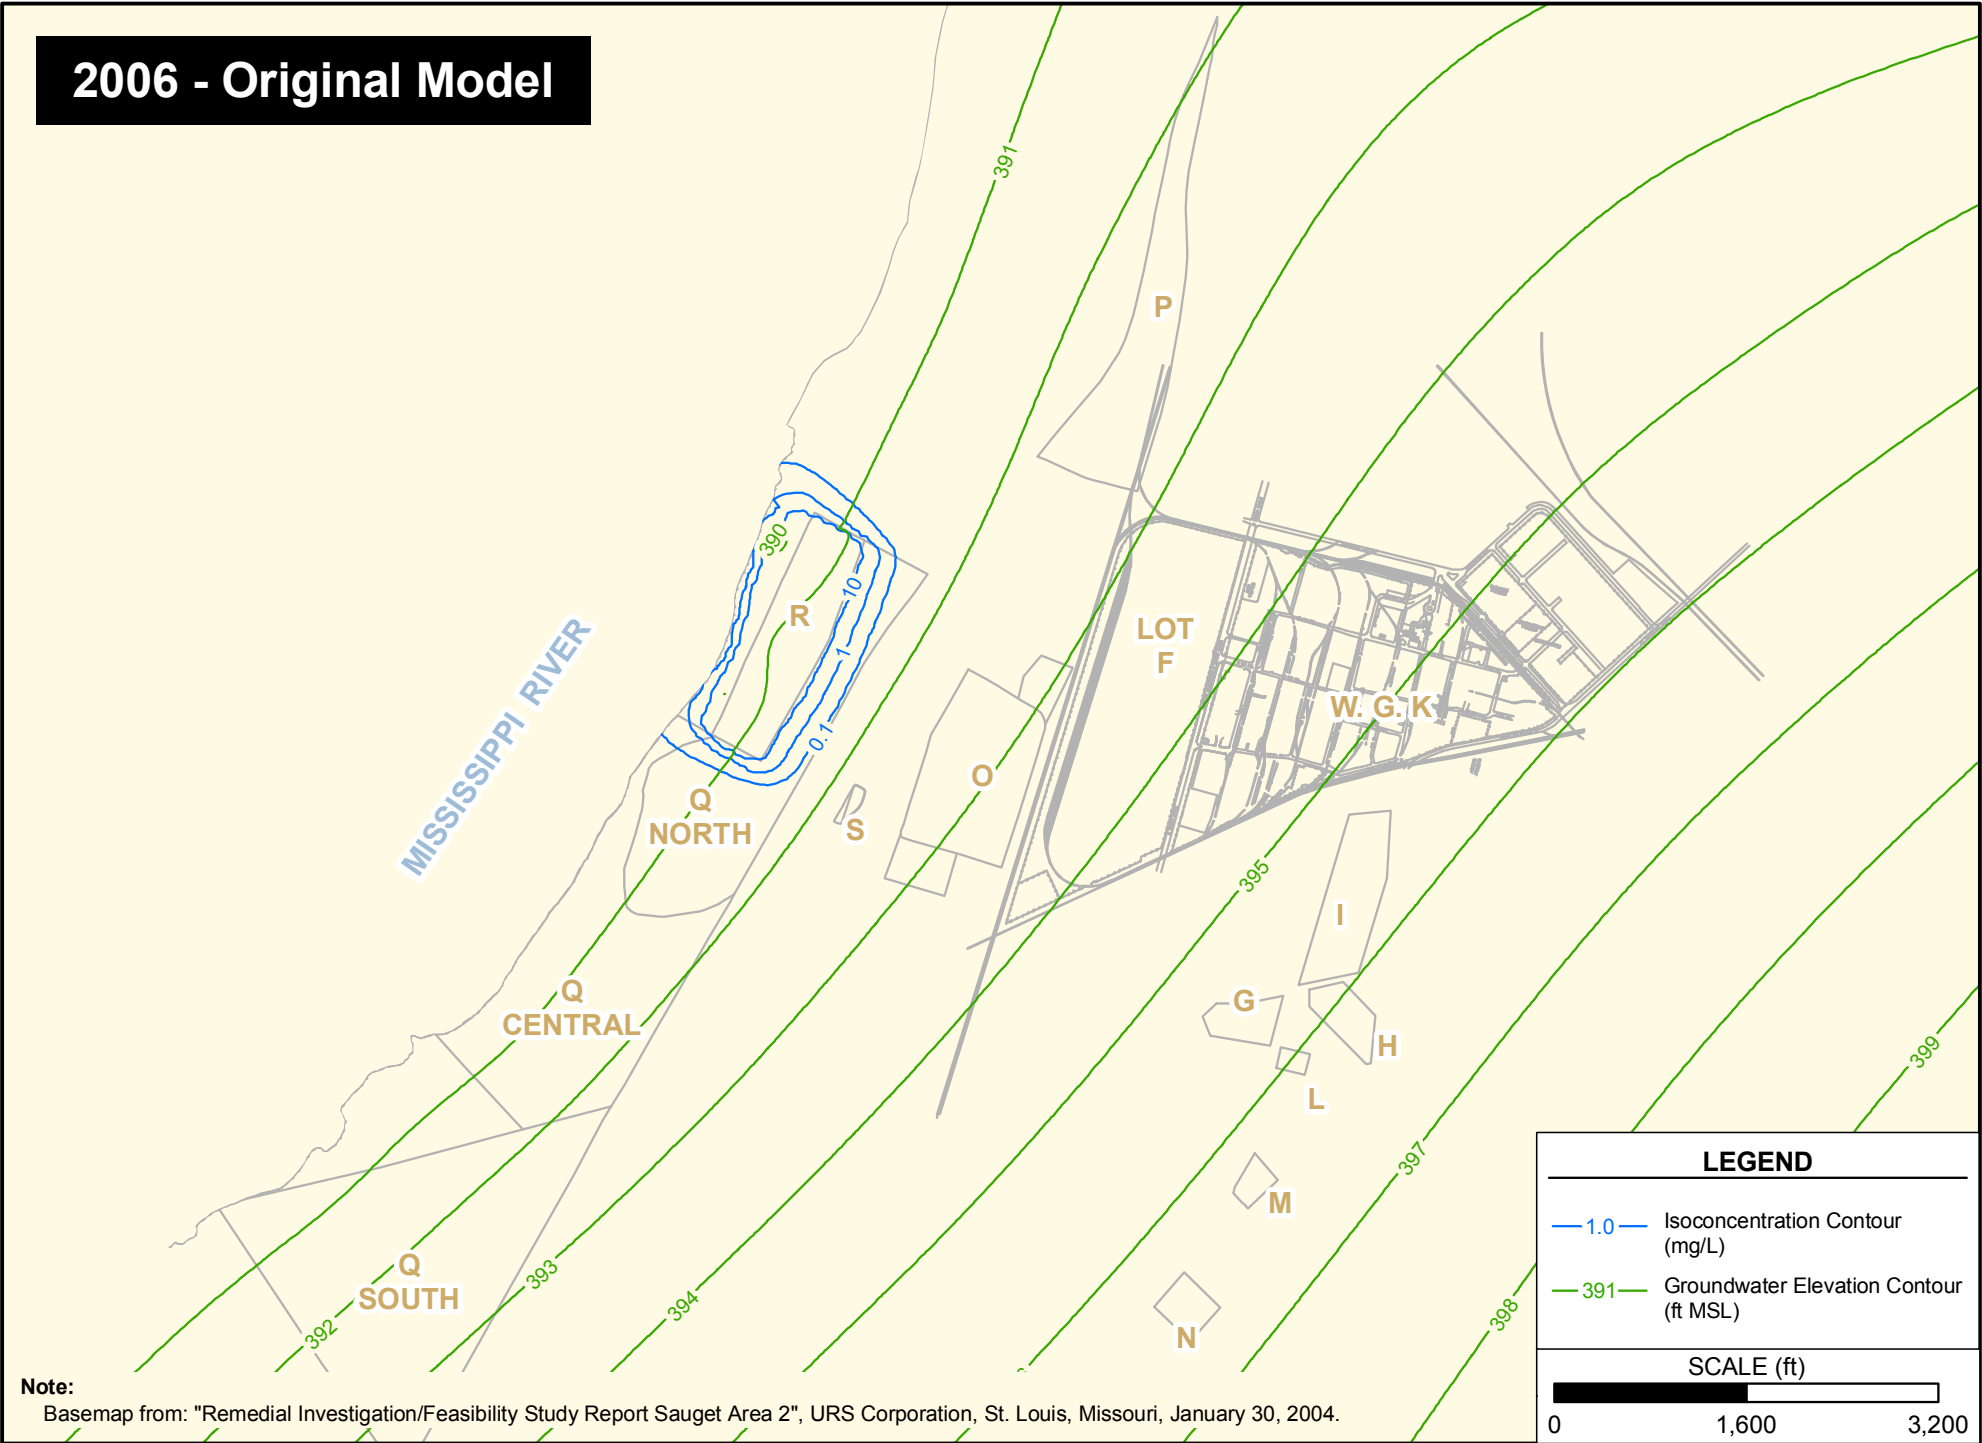 2006 - Original Model
391
P
390
R
10
1
0.1
LOT
F
W. G. K
MISSISSIPPI RIVER
O
Q
NORTH
S
395
I
G
H
Q
CENTRAL
L
399
397
M
Q
SOUTH
393
394
392
398
N
LEGEND
1.0
Isoconcentration Contour
(mg/L)
391
Groundwater Elevation Contour
(ft MSL)
SCALE (ft)
0 1,600 3,200
Note:
Basemap from: "Remedial Investigation/Feasibility Study Report Sauget Area 2", URS Corporation, St. Louis, Missouri, January 30, 2004.